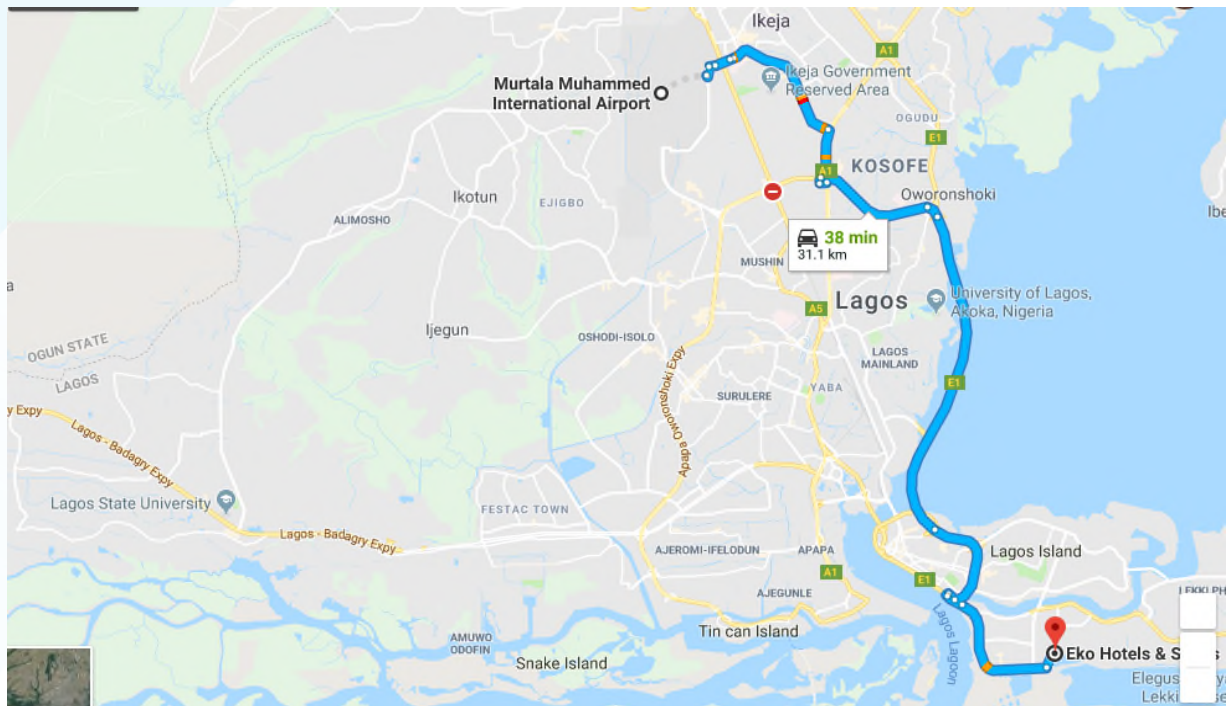 Ikeja
A1
Murtala Muhammed
International Airport
Ikeja Government
Reserved Area
OGUDU
E1
A1
KOSOFE
Oworonshoki
Ikotun
EJIGBO
ALIMOSHO
38 min
31.1 km
MUSHIN
University of Lagos,
Akoka, Nigeria
Lagos
A5
Ijegun
OSHODI-ISOLO
OGUN STATE
LAGOS
LAGOS
MAINLAND
E1
YABA
SURULERE
Apapa Oworonshoki Expy
y Expy
Lagos - Badagry Expy
Lagos State University
FESTAC TOWN
Lagos - Badagry Expy
AJEROMI-IFELODUN
APAPA
Lagos Island
A1
E1
AJEGUNLE
LEKKI PH
Tin can Island
Lagos Lagoon
AMUWO
ODOFIN
Snake Island
Eko Hotels & S
Elegus
Lekki